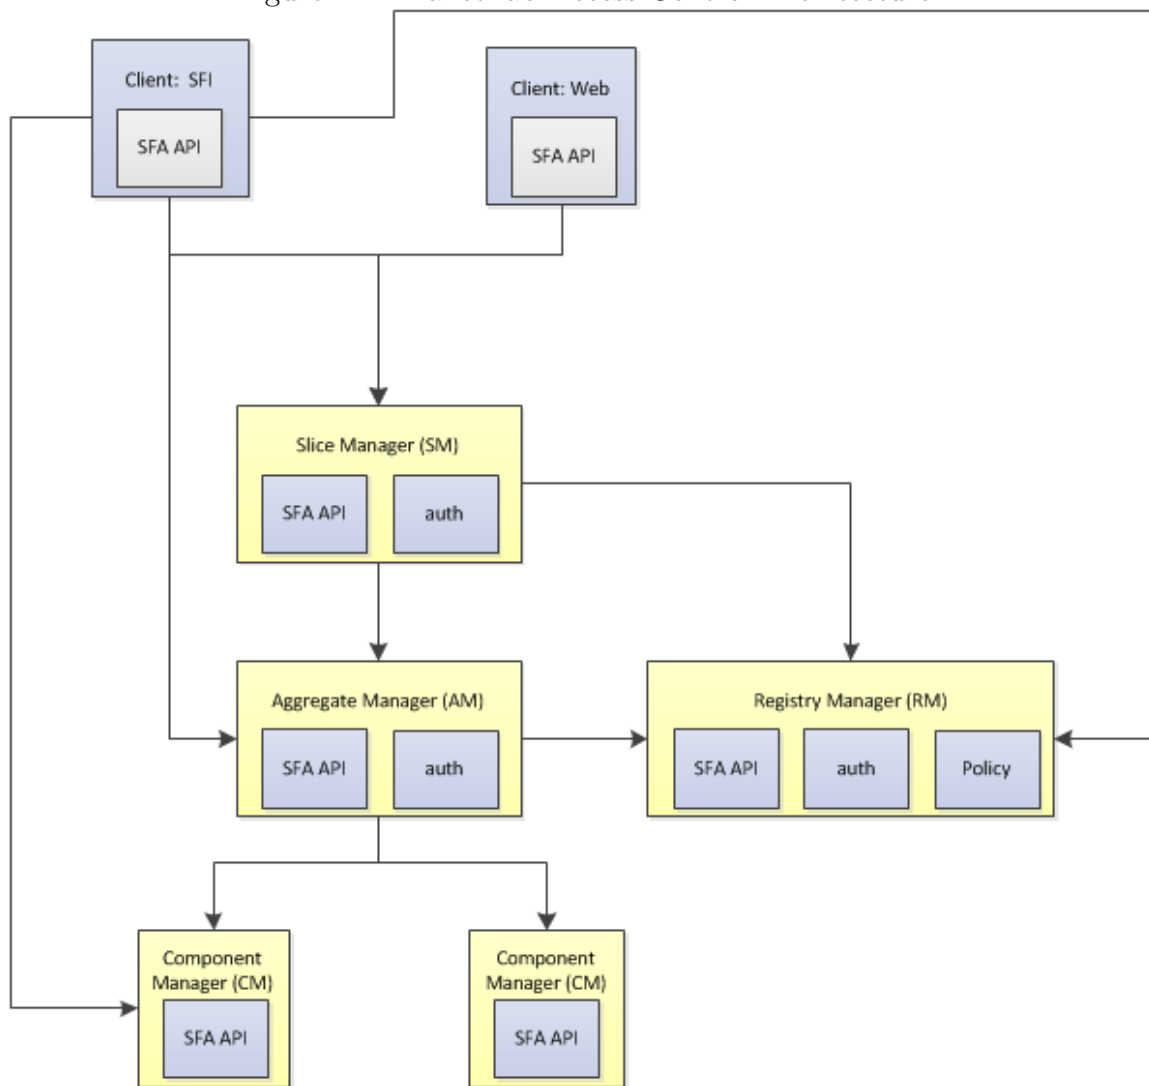 Client: SFI
SFA API
Client: Web
SFA API
Slice Manager (SM)
SFA API
auth
Aggregate Manager (AM)
SFA API
auth
Registry Manager (RM)
SFA API
auth
Policy
Component
Manager (CM)
SFA API
Component
Manager (CM)
SFA API